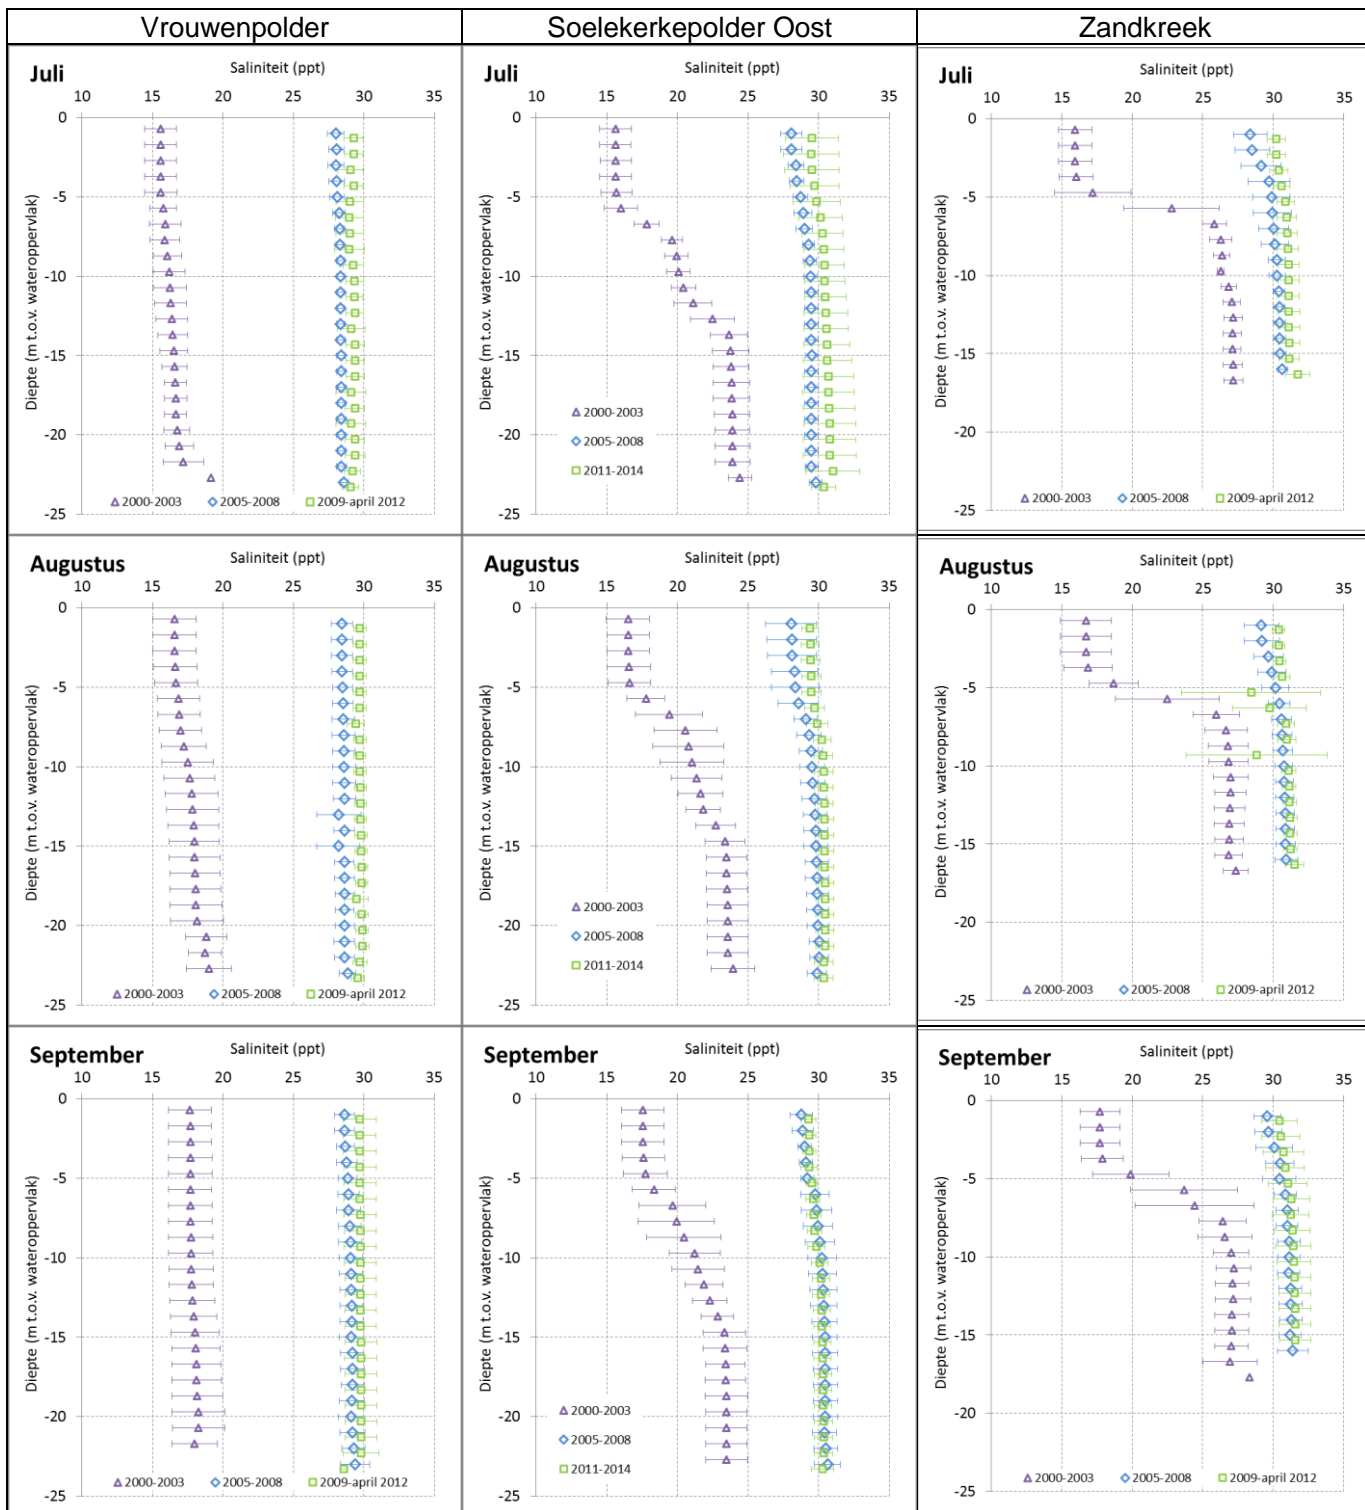 Vrouwenpolder
Soelekerkepolder Oost
Zandkreek
Juli
Saliniteit (ppt)
10 15 20 25 30 35
0
-5
-10
-15
-20
-25
Diepte (m t.o.v. wateroppervlak)
2000-2003 2005-2008 2009-april 2012
Juli
Saliniteit (ppt)
10 15 20 25 30 35
0
-5
-10
-15
-20
-25
Diepte (m t.o.v. wateroppervlak)
2000-2003
2005-2008
2011-2014
Juli
Saliniteit (ppt)
10 15 20 25 30 35
0
-5
-10
-15
-20
-25
Diepte (m t.o.v. wateroppervlak)
2000-2003 2005-2008 2009-april 2012
Augustus
Saliniteit (ppt)
10 15 20 25 30 35
0
-5
-10
-15
-20
-25
Diepte (m t.o.v. wateroppervlak)
2000-2003 2005-2008 2009-april 2012
Augustus
Saliniteit (ppt)
10 15 20 25 30 35
0
-5
-10
-15
-20
-25
Diepte (m t.o.v. wateroppervlak)
2000-2003
2005-2008
2011-2014
Augustus
Saliniteit (ppt)
10 15 20 25 30 35
0
-5
-10
-15
-20
-25
Diepte (m t.o.v. wateroppervlak)
2000-2003 2005-2008 2009-april 2012
September
Saliniteit (ppt)
10 15 20 25 30 35
0
-5
-10
-15
-20
-25
Diepte (m t.o.v. wateroppervlak)
2000-2003 2005-2008 2009-april 2012
September
Saliniteit (ppt)
10 15 20 25 30 35
0
-5
-10
-15
-20
-25
Diepte (m t.o.v. wateroppervlak)
2000-2003
2005-2008
2011-2014
September
Saliniteit (ppt)
10 15 20 25 30 35
0
-5
-10
-15
-20
-25
Diepte (m t.o.v. wateroppervlak)
2000-2003 2005-2008 2009-april 2012